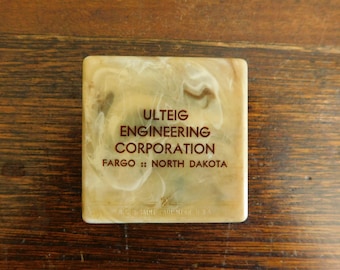 ULTEIG
ENGINEERING
CORPORATION
FARGO :: NORTH DAKOTA